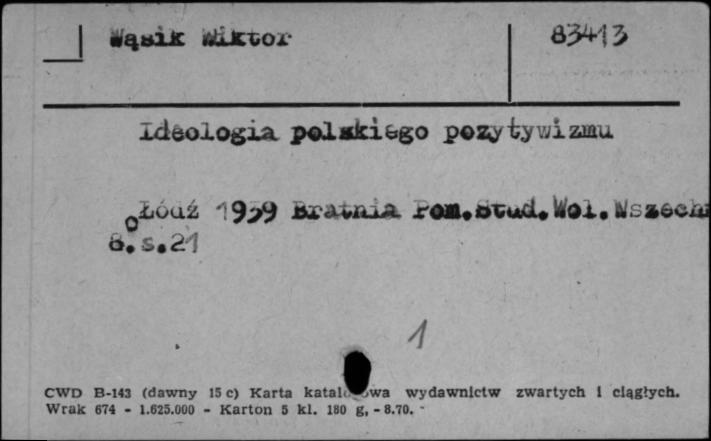 Wąsik Wiktor 83413
Ideologia polskiego pozytywizmu
Łódź 1939 Bratnia Pom.Stud.Wol.Wszech
8°.s.21
1
CWD B-143 (dawny 15 c) Karta katalogowa wydawnictw zwartych i ciągłych.
Wrak 674 - 1.625.000 - Karton 5 kl. 180 g, - 8.70.